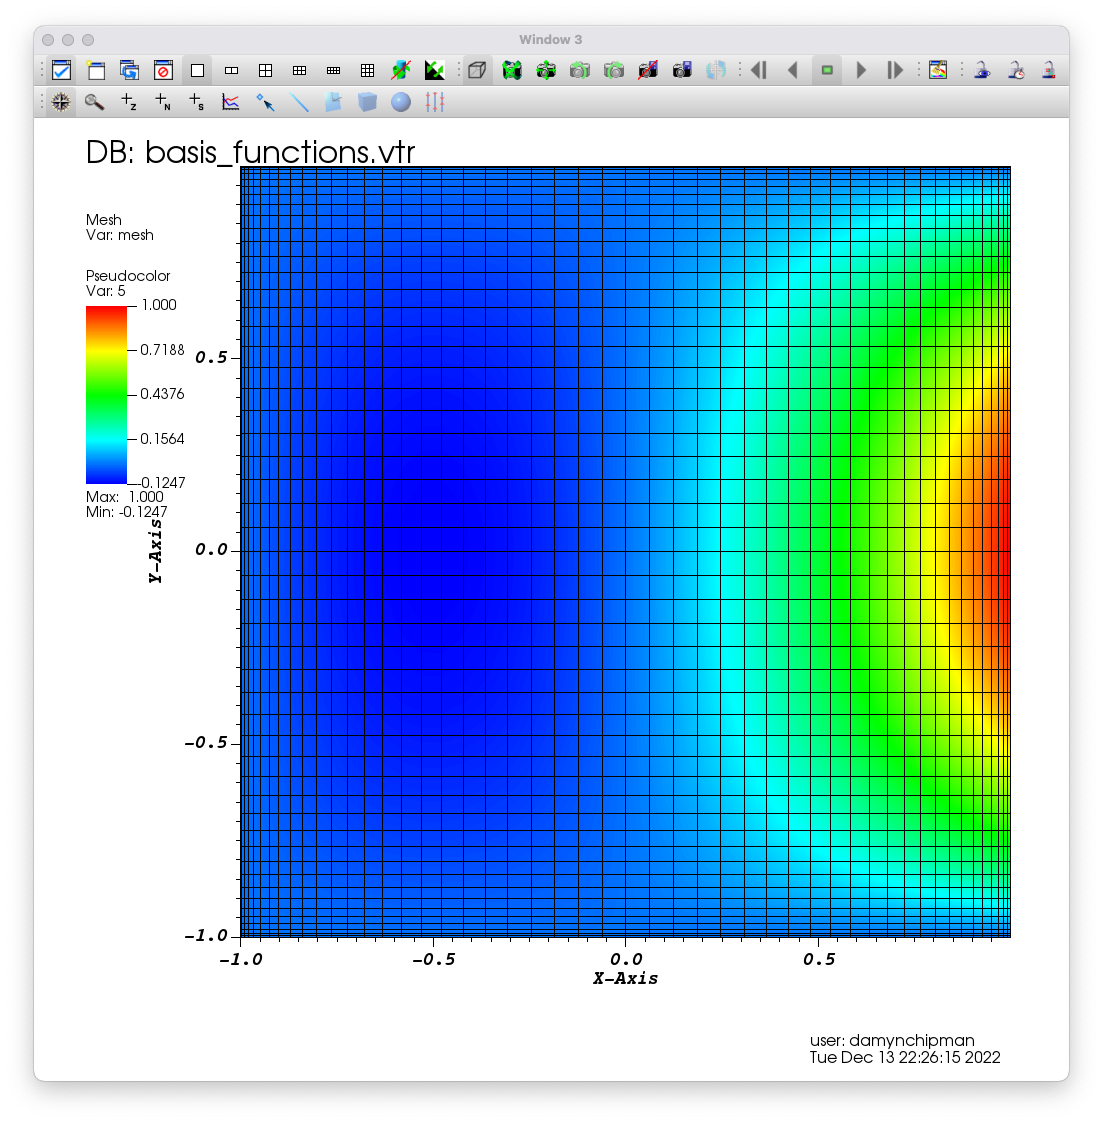 Window 3
DB: basis_functions.vtr
Mesh
Var: mesh
Pseudocolor
Var: 5
1.000
0.7188
0.4376
0.1564
-0.1247
Max: 1.000
Min: -0.1247
Y-Axis
0.5
0.0
-0.5
-1.0
-1.0
-0.5
0.0
0.5
X-Axis
user: damynchipman
Tue Dec 13 22:26:15 2022
Z
N
S